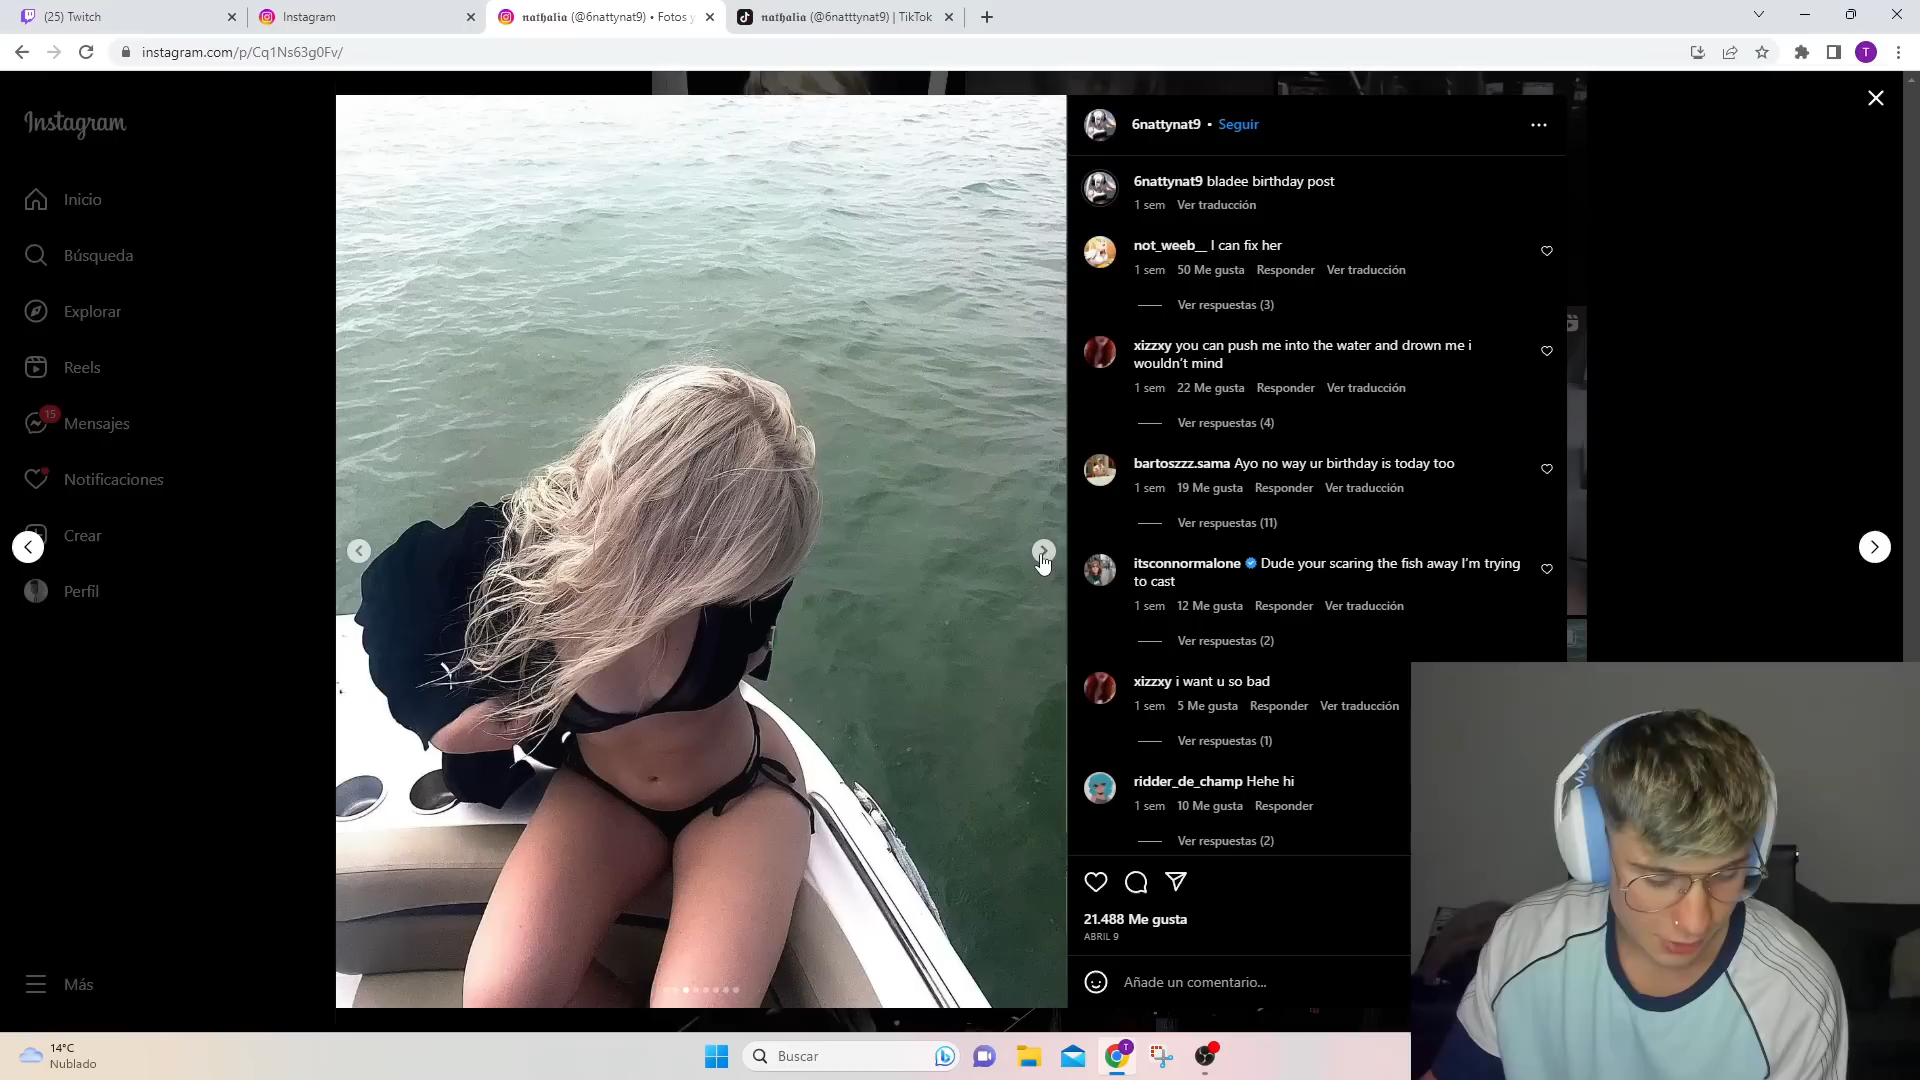 (25) Twitch
Instagram
nathalia (@6nattynat9) • Fotos y
nathalia (@6natttynat9) | TikTok
instagram.com/p/Cq1Ns63g0Fv/
T
Instagram
Inicio
Búsqueda
Explorar
Reels
15
Mensajes
Notificaciones
Crear
Perfil
Más
6nattynat9 • Seguir
6nattynat9 bladee birthday post
1 sem Ver traducción
not_weeb__ I can fix her
1 sem 50 Me gusta Responder Ver traducción
Ver respuestas (3)
xizzxy you can push me into the water and drown me i
wouldn't mind
1 sem 22 Me gusta Responder Ver traducción
Ver respuestas (4)
bartoszzz.sama Ayo no way ur birthday is today too
1 sem 19 Me gusta Responder Ver traducción
Ver respuestas (11)
itsconnormalone Dude your scaring the fish away I'm trying
to cast
1 sem 12 Me gusta Responder Ver traducción
Ver respuestas (2)
xizzxy i want u so bad
1 sem 5 Me gusta Responder Ver traducción
Ver respuestas (1)
ridder_de_champ Hehe hi
1 sem 10 Me gusta Responder
Ver respuestas (2)
21.488 Me gusta
ABRIL 9
Añade un comentario...
14°C
Nublado
Buscar
T